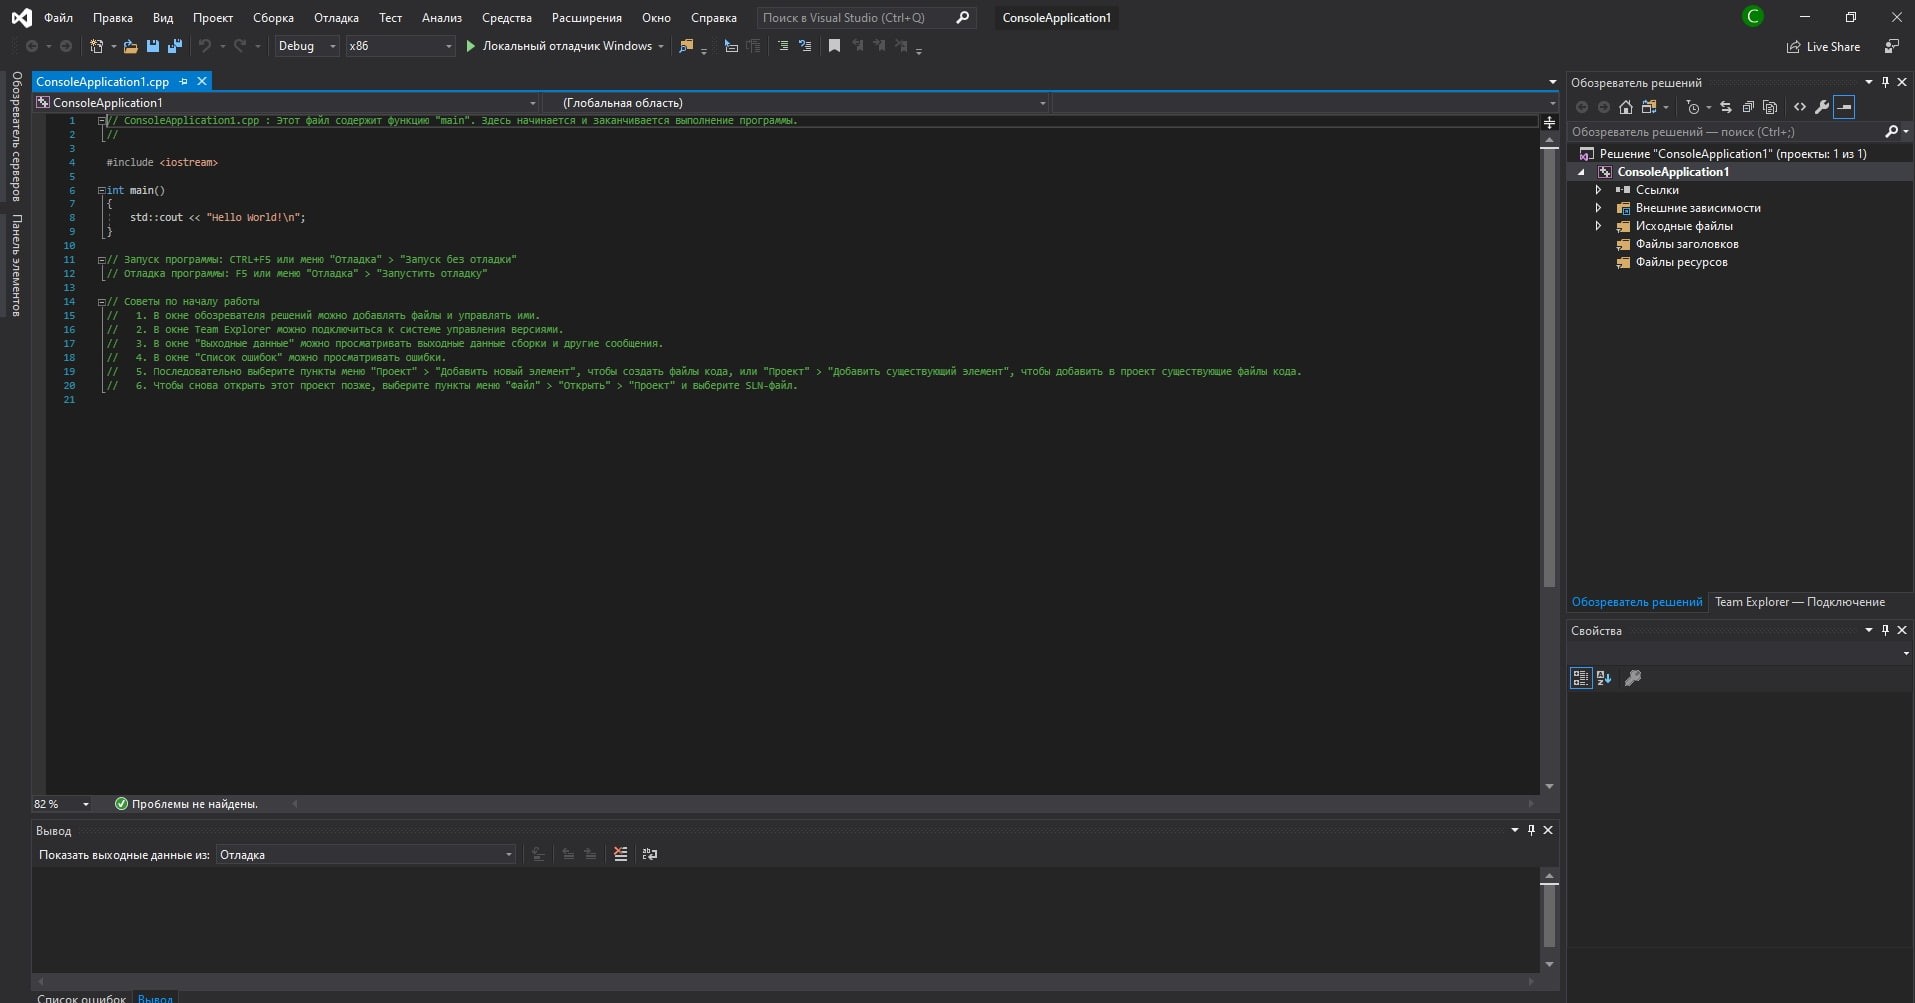 Файл Правка Вид Проект Сборка Отладка Тест Анализ Средства Расширения Окно Справка Поиск в Visual Studio (Ctrl+Q) ConsoleApplication1 C
Debug x86 Локальный отладчик Windows Live Share
Обозреватель серверов
Панель элементов
ConsoleApplication1.cpp
ConsoleApplication1 (Глобальная область)
1 // ConsoleApplication1.cpp : Этот файл содержит функцию "main". Здесь начинается и заканчивается выполнение программы.
2 //
3
4 #include <iostream>
5
6 int main()
7 {
8 std::cout << "Hello World!\n";
9 }
10
11 // Запуск программы: CTRL+F5 или меню "Отладка" > "Запуск без отладки"
12 // Отладка программы: F5 или меню "Отладка" > "Запустить отладку"
13
14 // Советы по началу работы
15 // 1. В окне обозревателя решений можно добавлять файлы и управлять ими.
16 // 2. В окне Team Explorer можно подключиться к системе управления версиями.
17 // 3. В окне "Выходные данные" можно просматривать выходные данные сборки и другие сообщения.
18 // 4. В окне "Список ошибок" можно просматривать ошибки.
19 // 5. Последовательно выберите пункты меню "Проект" > "Добавить новый элемент", чтобы создать файлы кода, или "Проект" > "Добавить существующий элемент", чтобы добавить в проект существующие файлы кода.
20 // 6. Чтобы снова открыть этот проект позже, выберите пункты меню "Файл" > "Открыть" > "Проект" и выберите SLN-файл.
21
82 % Проблемы не найдены.
Вывод
Показать выходные данные из: Отладка
Список ошибок Вывод
Обозреватель решений
Обозреватель решений — поиск (Ctrl+;)
Решение "ConsoleApplication1" (проекты: 1 из 1)
ConsoleApplication1
Ссылки
Внешние зависимости
Исходные файлы
Файлы заголовков
Файлы ресурсов
Обозреватель решений Team Explorer — Подключение
Свойства